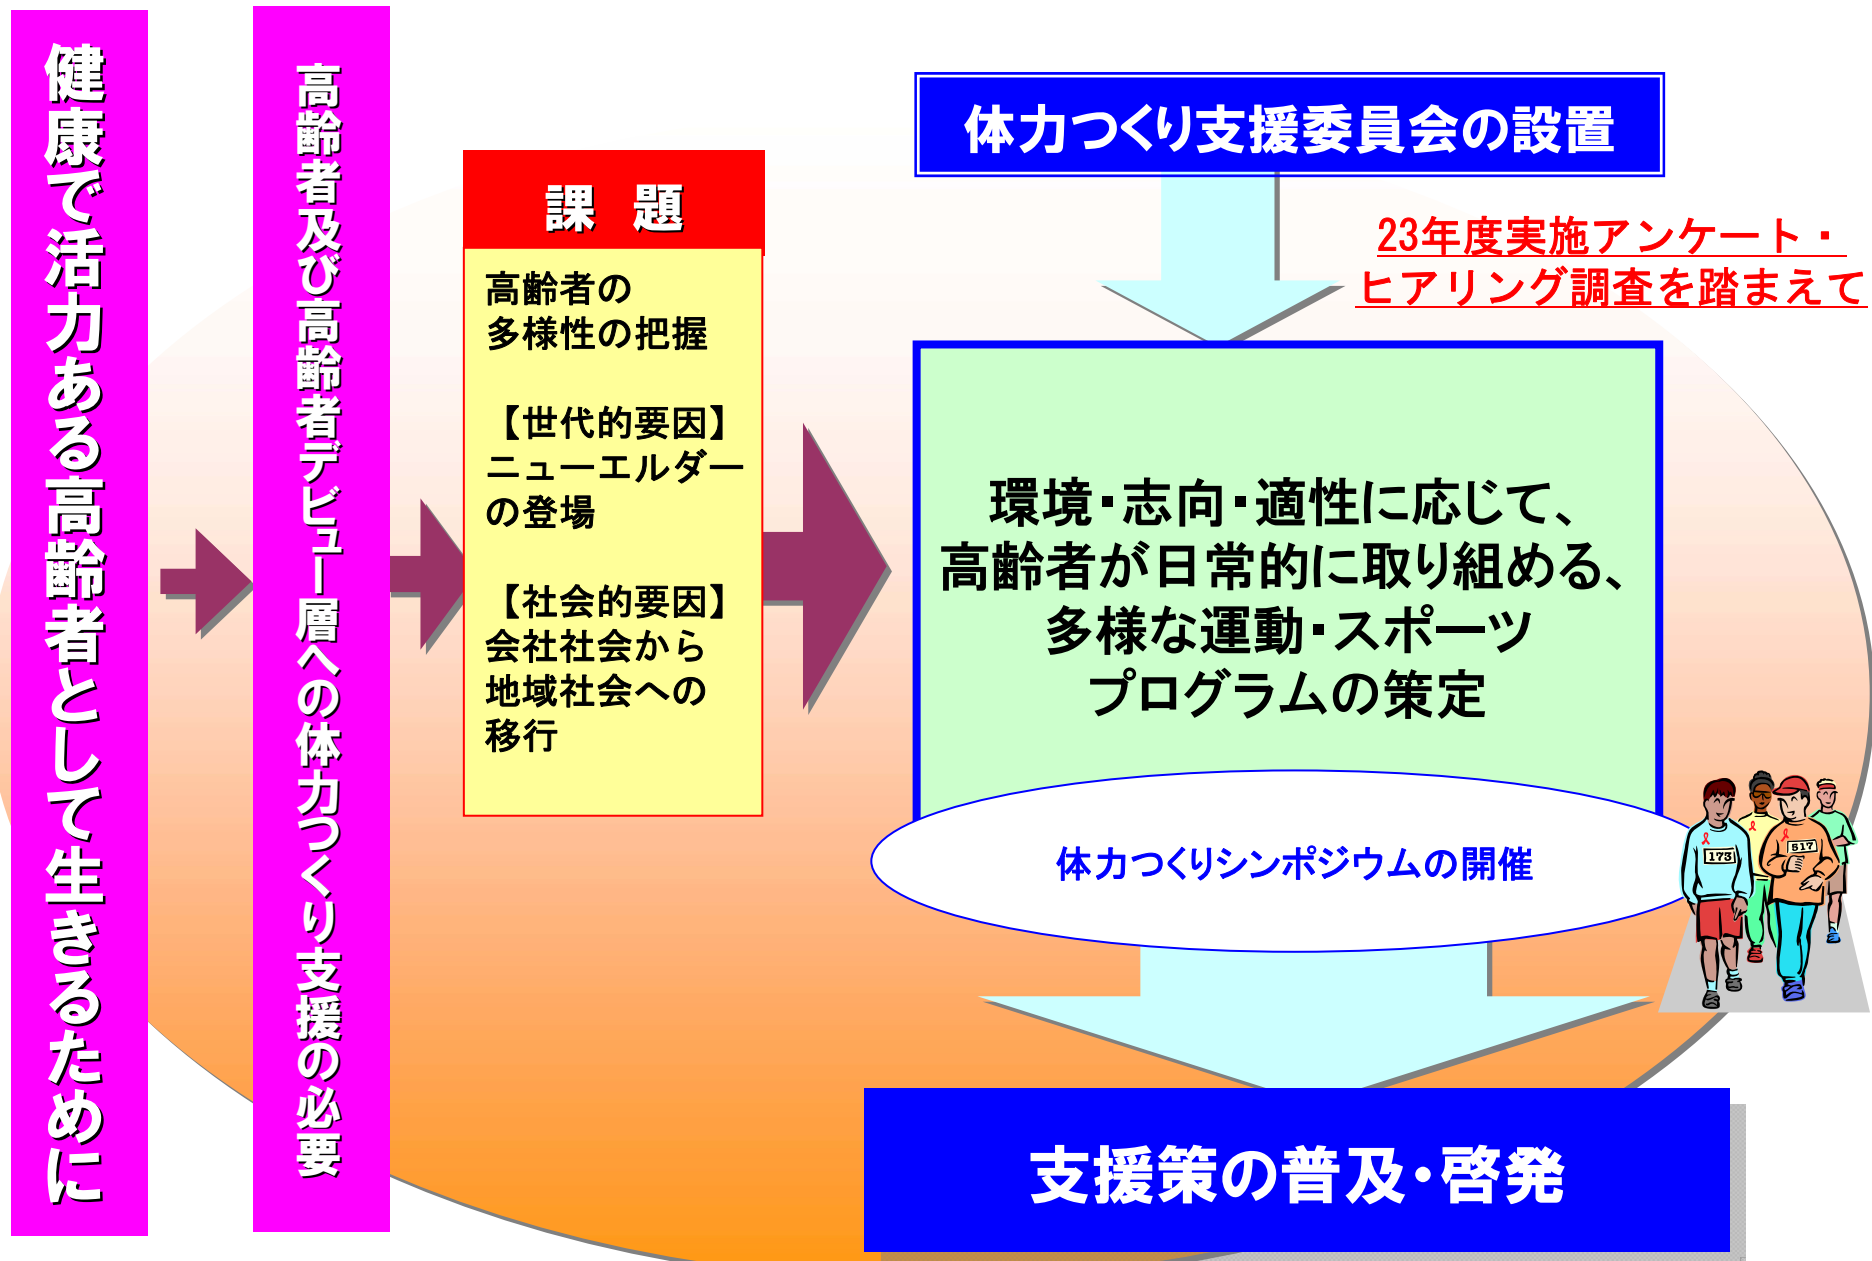 健康で活力ある高齢者として生きるために
高齢者及び高齢者デビュー層への体力つくり支援の必要
課 題
高齢者の
多様性の把握
【世代的要因】
ニューエルダー
の登場
【社会的要因】
会社社会から
地域社会への
移行
体力つくり支援委員会の設置
23年度実施アンケート・
ヒアリング調査を踏まえて
環境・志向・適性に応じて、
高齢者が日常的に取り組める、
多様な運動・スポーツ
プログラムの策定
体力つくりシンポジウムの開催
173
517
支援策の普及・啓発